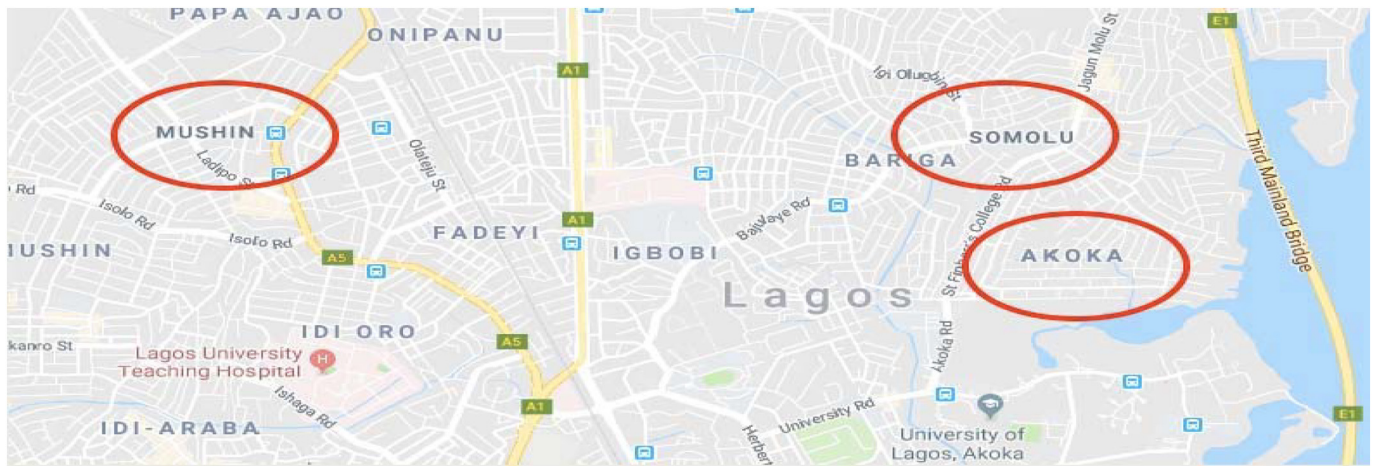 PAPA AJAO
ONIPANU
E1
A1
Igi Olugbin St
Jagun Molu St
MUSHIN
SOMOLU
Olateju St
Ladipo St
BARIGA
Third Mainland Bridge
Rd
Isolo Rd
Isolo Rd
A1
Bajulaye Rd
St Finbarr's College Rd
FADEYI
IGBOBI
AKOKA
MUSHIN
A5
Lagos
IDI ORO
A5
Akoka Rd
Lagos University
Teaching Hospital
H
Ishaga Rd
A1
University Rd
E1
IDI-ARABA
Herbert
University of
Lagos, Akoka